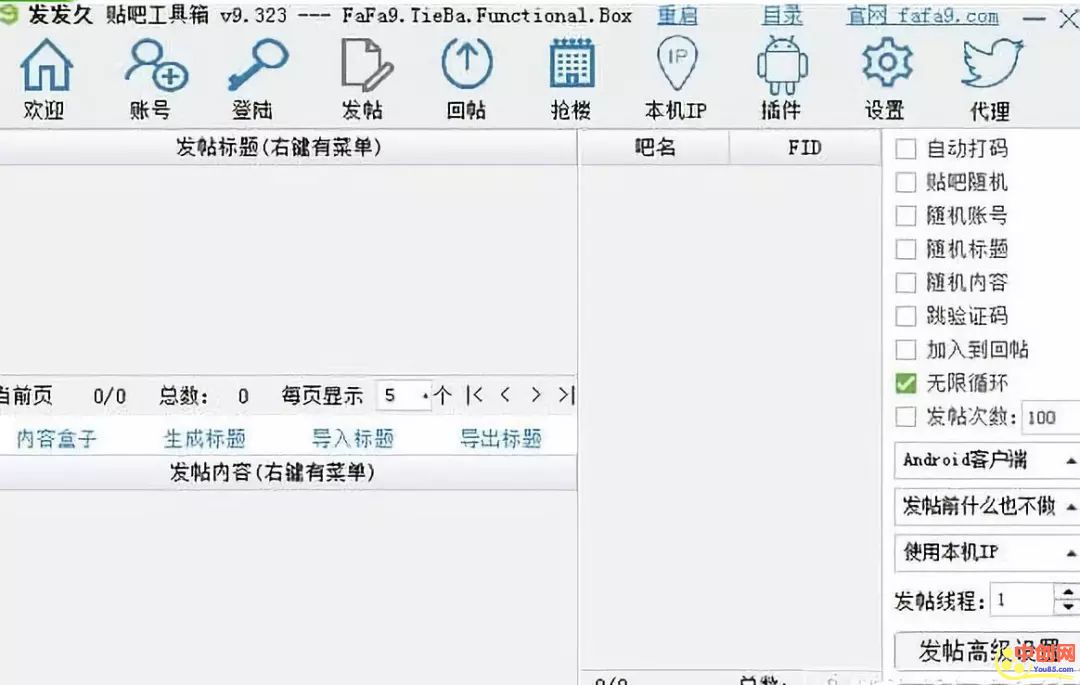 发发久 贴吧工具箱 v9.323 --- FaFa9.TieBa.Functional.Box 重启 目录 官网 fafa9.com
欢迎 账号 登陆 发帖 回帖 抢楼 本机IP 插件 设置 代理
IP
发帖标题(右键有菜单) 吧名 FID
自动打码
贴吧随机
随机账号
随机标题
随机内容
跳验证码
加入到回帖
无限循环
发帖次数: 100
当前页 0/0 总数: 0 每页显示 5 个 |< < > >|
内容盒子 生成标题 导入标题 导出标题
发帖内容(右键有菜单)
Android客户端
发帖前什么也不做
使用本机IP
发帖线程: 1
发帖高级设置
0/0 总数: 0
中创网
You85.com